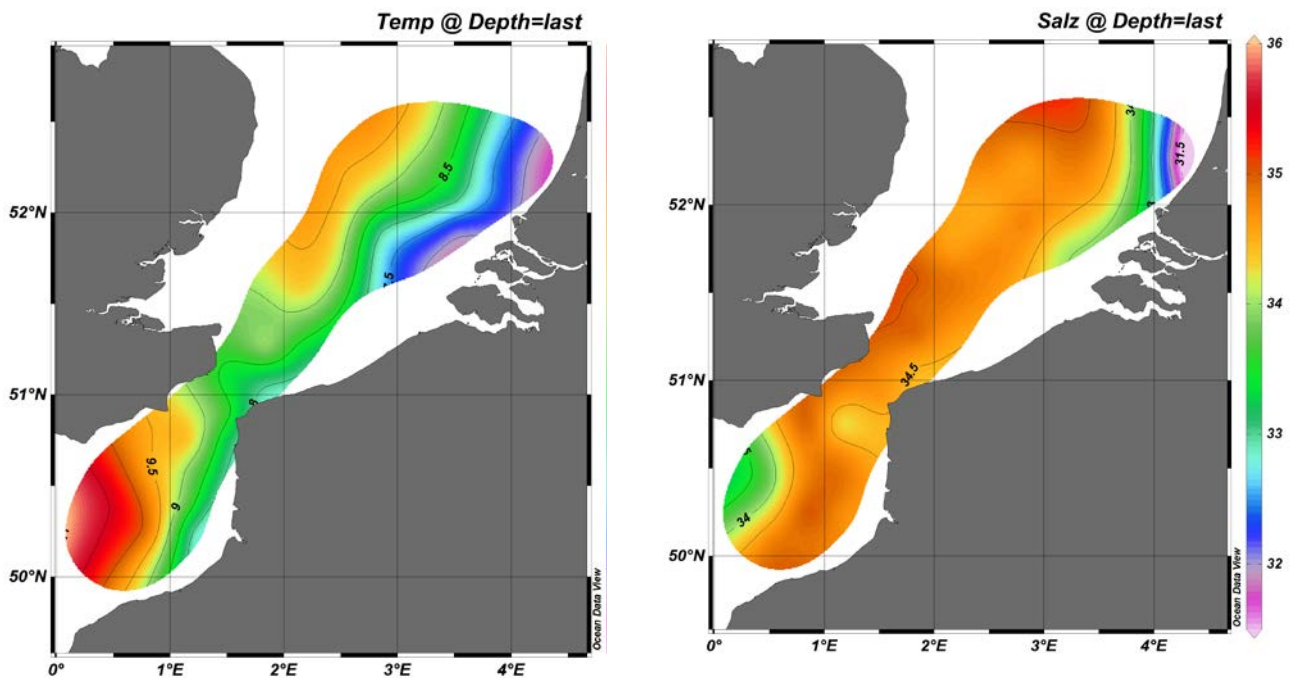 Temp @ Depth=last
52°N
51°N
50°N
0°
1°E
2°E
3°E
4°E
8.5
8
9.5
9
Ocean Data View
Salz @ Depth=last
52°N
51°N
50°N
0°
1°E
2°E
3°E
4°E
31.5
34.5
34
Ocean Data View
36
35
34
33
32